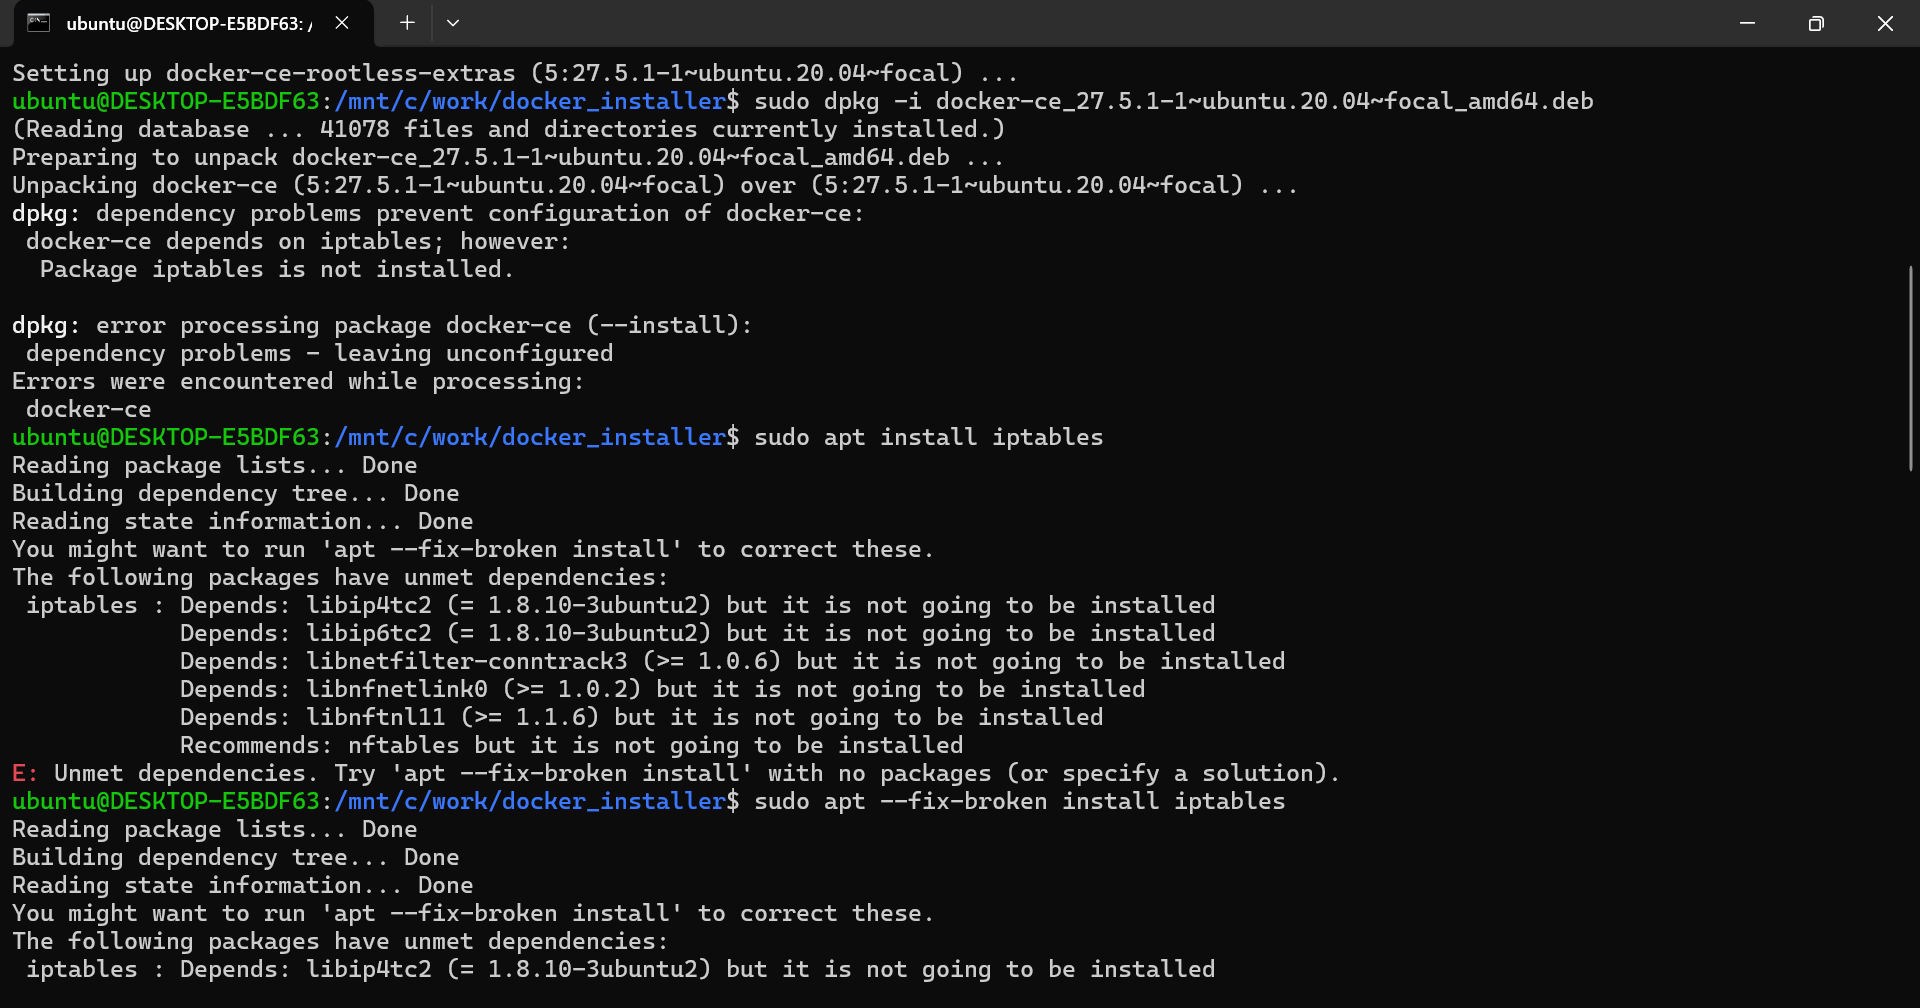 ubuntu@DESKTOP-E5BDF63: /
Setting up docker-ce-rootless-extras (5:27.5.1-1~ubuntu.20.04~focal) ...
ubuntu@DESKTOP-E5BDF63:/mnt/c/work/docker_installer$ sudo dpkg -i docker-ce_27.5.1-1~ubuntu.20.04~focal_amd64.deb
(Reading database ... 41078 files and directories currently installed.)
Preparing to unpack docker-ce_27.5.1-1~ubuntu.20.04~focal_amd64.deb ...
Unpacking docker-ce (5:27.5.1-1~ubuntu.20.04~focal) over (5:27.5.1-1~ubuntu.20.04~focal) ...
dpkg: dependency problems prevent configuration of docker-ce:
 docker-ce depends on iptables; however:
  Package iptables is not installed.

dpkg: error processing package docker-ce (--install):
 dependency problems - leaving unconfigured
Errors were encountered while processing:
 docker-ce
ubuntu@DESKTOP-E5BDF63:/mnt/c/work/docker_installer$ sudo apt install iptables
Reading package lists... Done
Building dependency tree... Done
Reading state information... Done
You might want to run 'apt --fix-broken install' to correct these.
The following packages have unmet dependencies:
 iptables : Depends: libip4tc2 (= 1.8.10-3ubuntu2) but it is not going to be installed
            Depends: libip6tc2 (= 1.8.10-3ubuntu2) but it is not going to be installed
            Depends: libnetfilter-conntrack3 (>= 1.0.6) but it is not going to be installed
            Depends: libnfnetlink0 (>= 1.0.2) but it is not going to be installed
            Depends: libnftnl11 (>= 1.1.6) but it is not going to be installed
            Recommends: nftables but it is not going to be installed
E: Unmet dependencies. Try 'apt --fix-broken install' with no packages (or specify a solution).
ubuntu@DESKTOP-E5BDF63:/mnt/c/work/docker_installer$ sudo apt --fix-broken install iptables
Reading package lists... Done
Building dependency tree... Done
Reading state information... Done
You might want to run 'apt --fix-broken install' to correct these.
The following packages have unmet dependencies:
 iptables : Depends: libip4tc2 (= 1.8.10-3ubuntu2) but it is not going to be installed